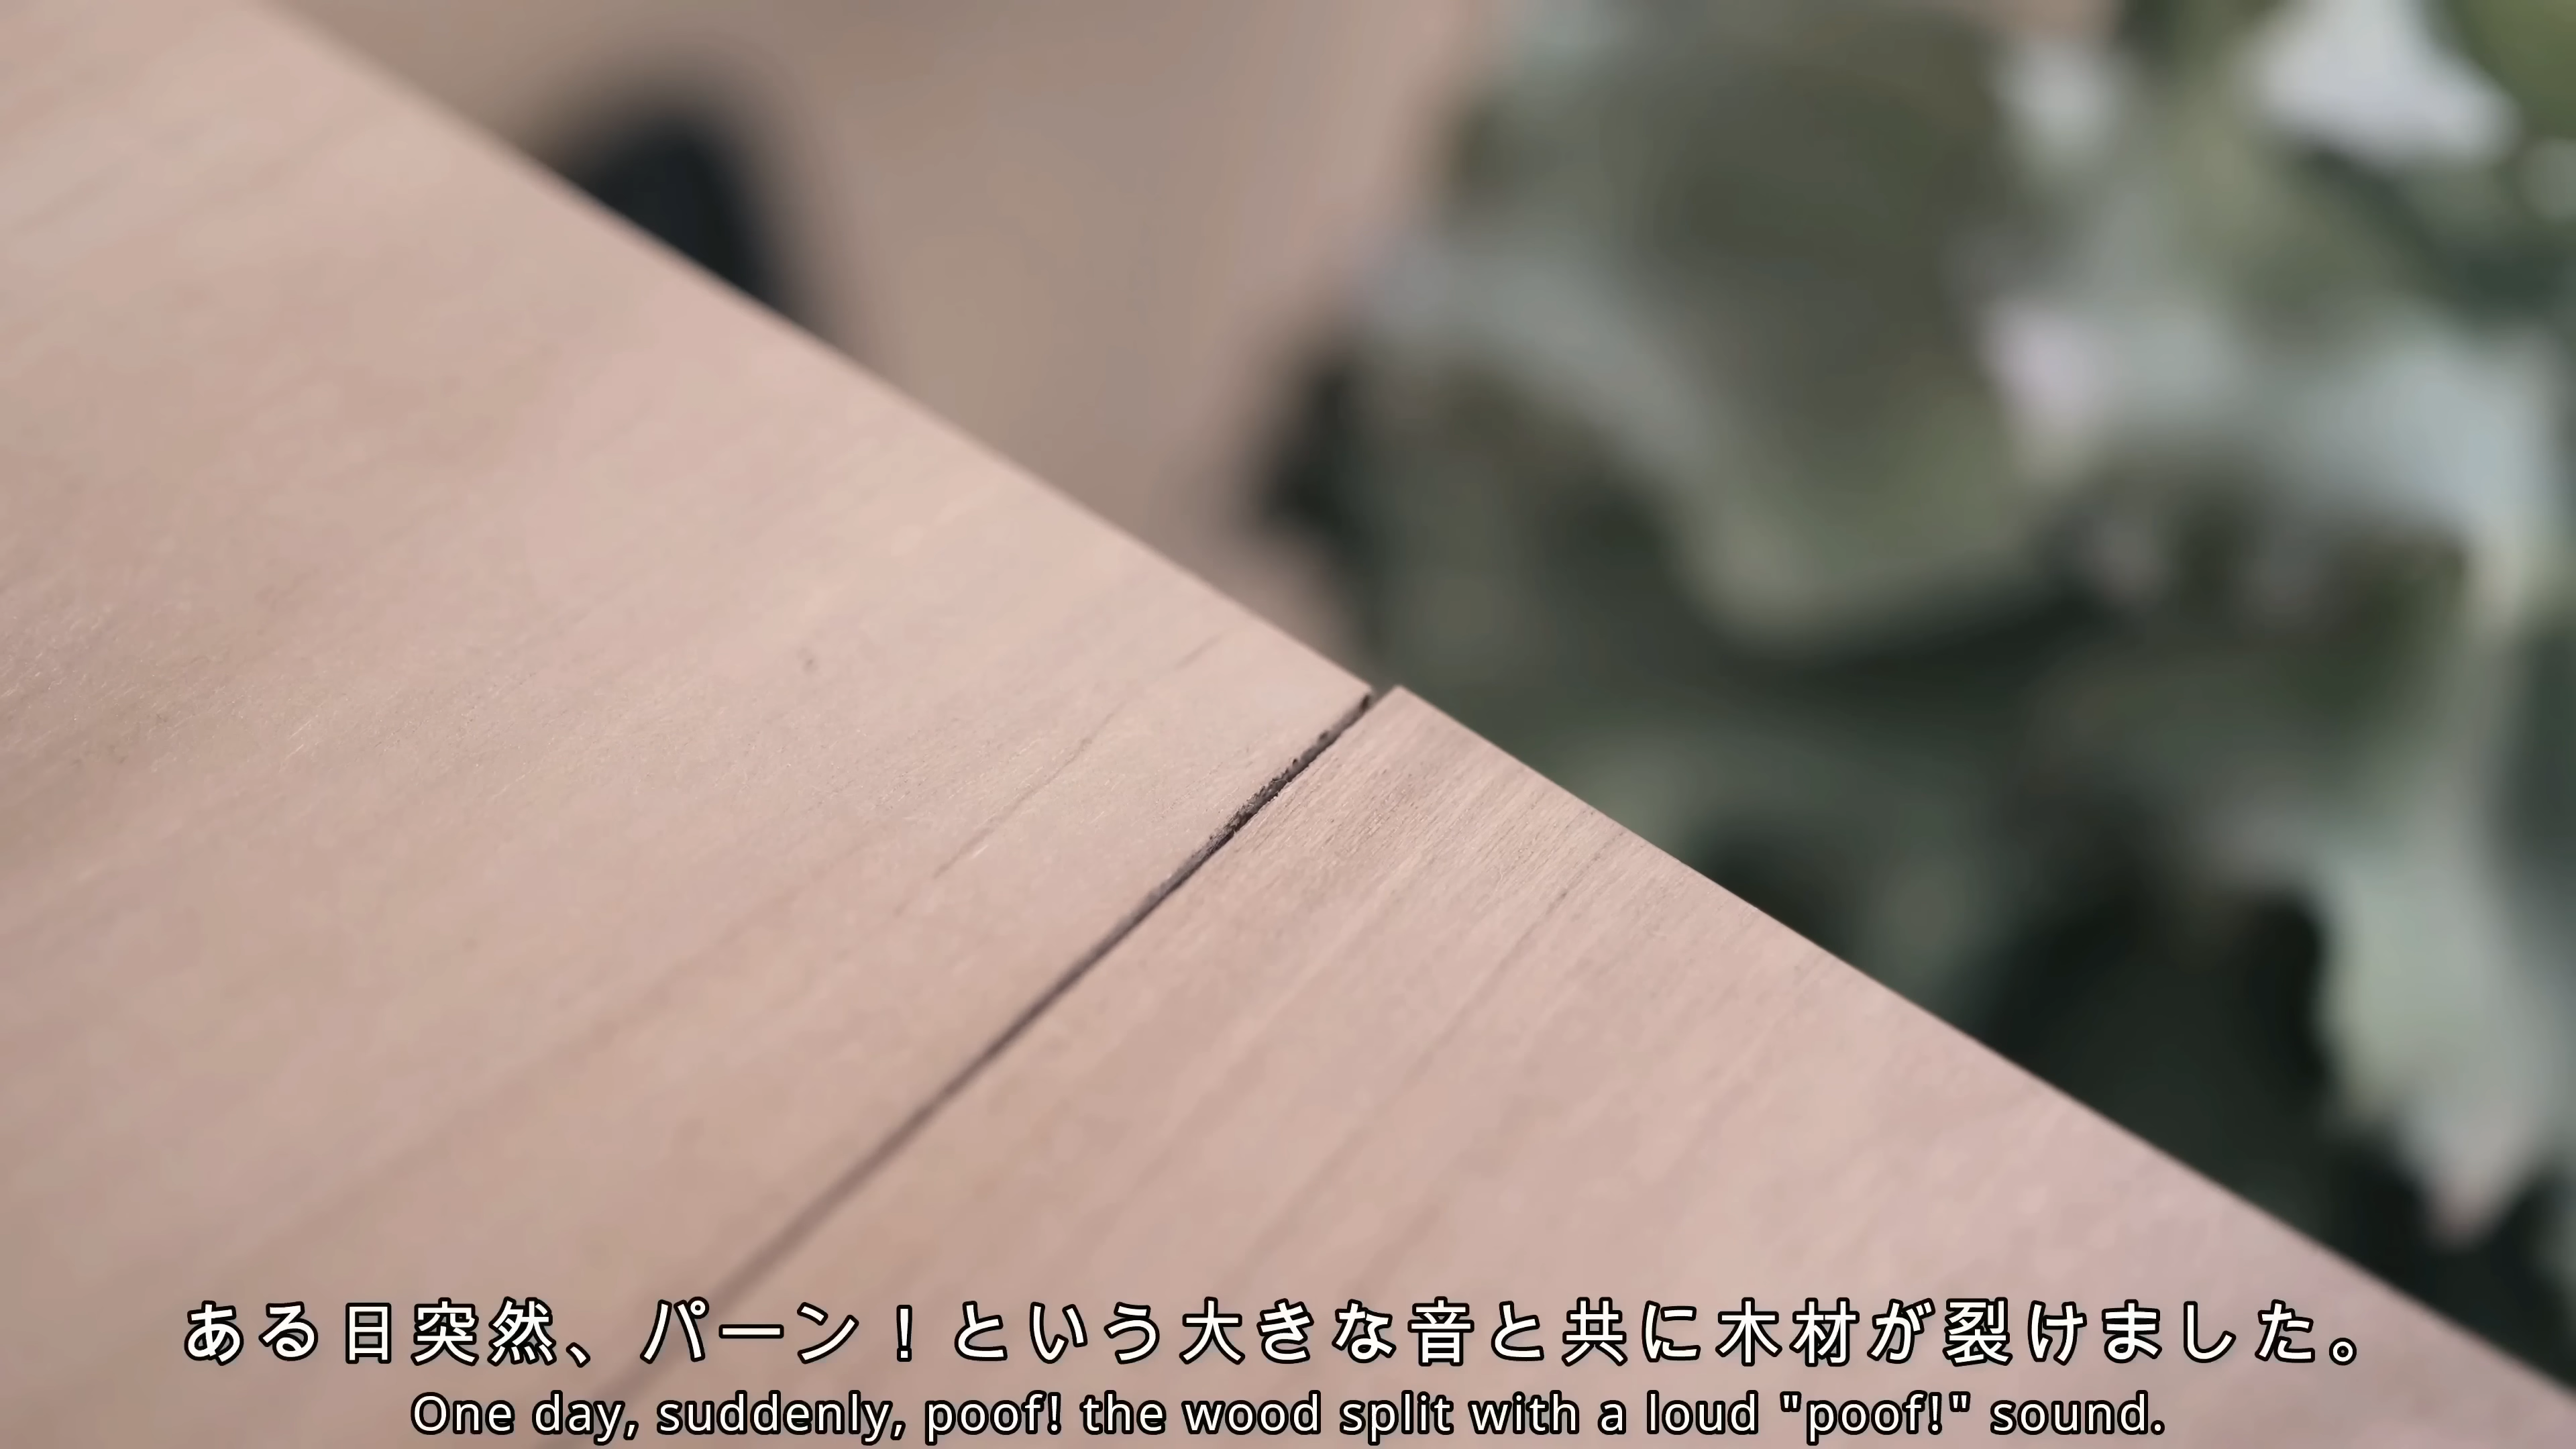 ある日突然、パーン！という大きな音と共に木材が裂けました。
One day, suddenly, poof! the wood split with a loud "poof!" sound.